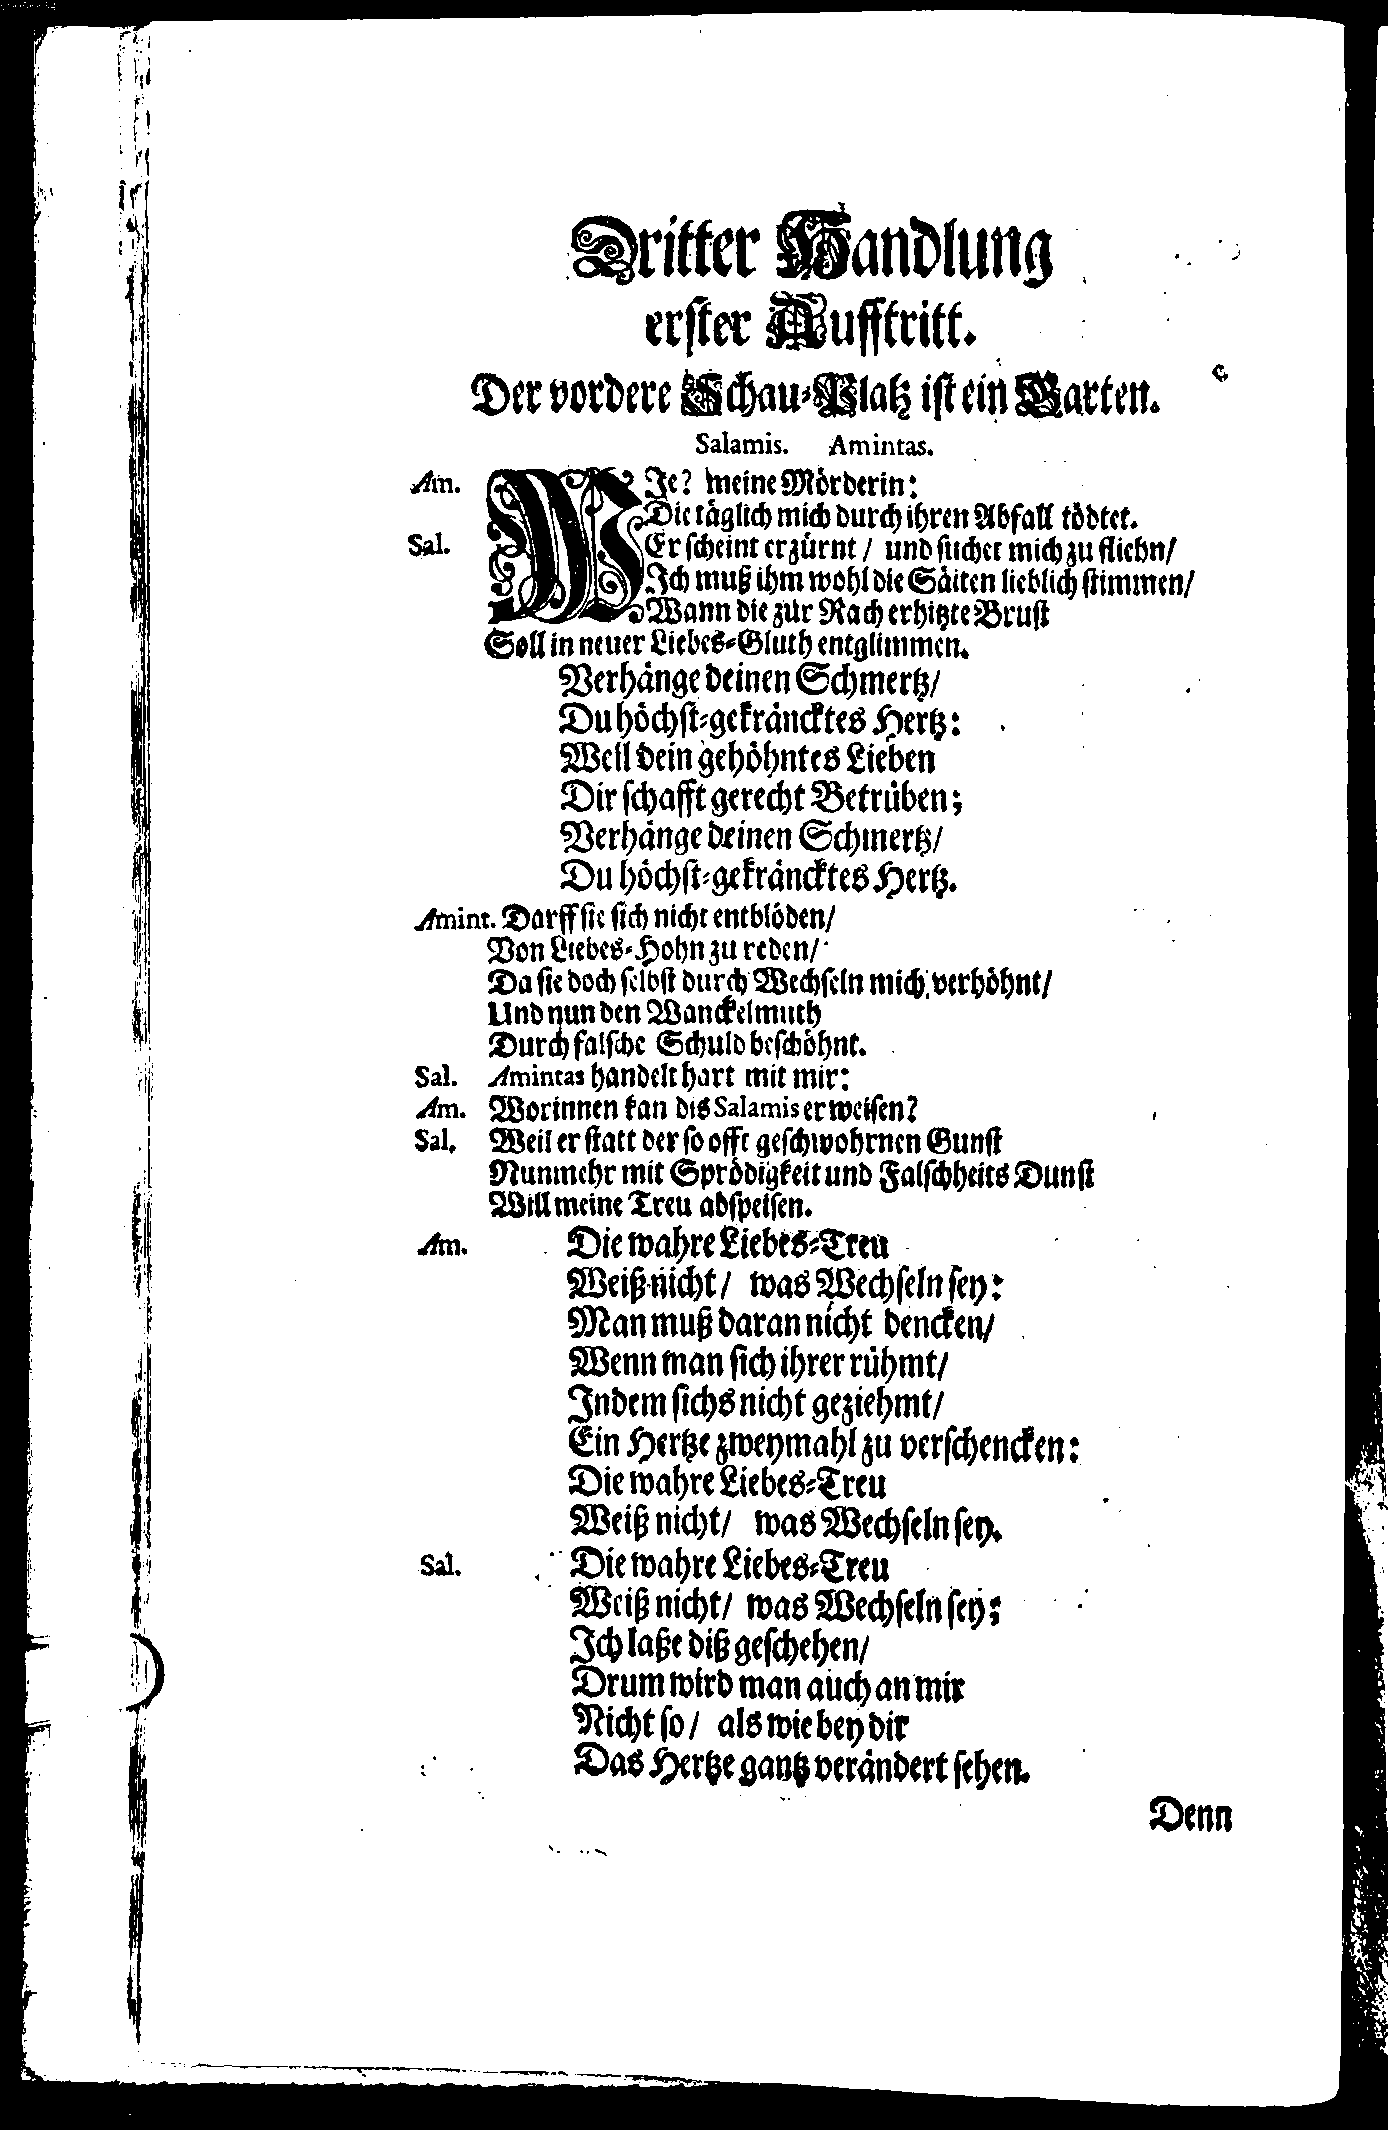 Dritter Handlung
erster Aufftritt.
Der vordere Schau-Platz ist ein Garten.
Salamis. Amintas.
Am. WJe? meine Mörderin:
Die täglich mich durch ihren Abfall tödtet.
Sal. Er scheint erzürnt / und suchet mich zu fliehn/
Ich muß ihm wohl die Säiten lieblich stimmen/
Wann die zur Rach erhitzte Brust
Soll in neuer Liebes-Gluth entglimmen.
Verhänge deinen Schmertz/
Du höchst-gekräncktes Hertz:
Weil dein gehöhntes Lieben
Dir schafft gerecht Betrüben;
Verhänge deinen Schmertz/
Du höchst-gekräncktes Hertz.
Amint. Darff sie sich nicht entblöden/
Von Liebes-Hohn zu reden/
Da sie doch selbst durch Wechseln mich verhöhnt/
Und nun den Wanckelmuth
Durch falsche Schuld beschöhnt.
Sal. Amintas handelt hart mit mir:
Am. Worinnen kan dis Salamis erweisen?
Sal. Weil er statt der so offt geschwohrnen Gunst
Nunmehr mit Sprödigkeit und Falschheits Dunst
Will meine Treu abspeisen.
Am. Die wahre Liebes-Treu
Weiß nicht/ was Wechseln sey:
Man muß daran nicht dencken/
Wenn man sich ihrer rühmt/
Indem sichs nicht geziehmt/
Ein Hertze zweymahl zu verschencken:
Die wahre Liebes-Treu
Weiß nicht/ was Wechseln sey.
Sal. Die wahre Liebes-Treu
Weiß nicht/ was Wechseln sey;
Ich laße diß geschehen/
Drum wird man auch an mir
Nicht so/ als wie bey dir
Das Hertze gantz verändert sehen.
Denn